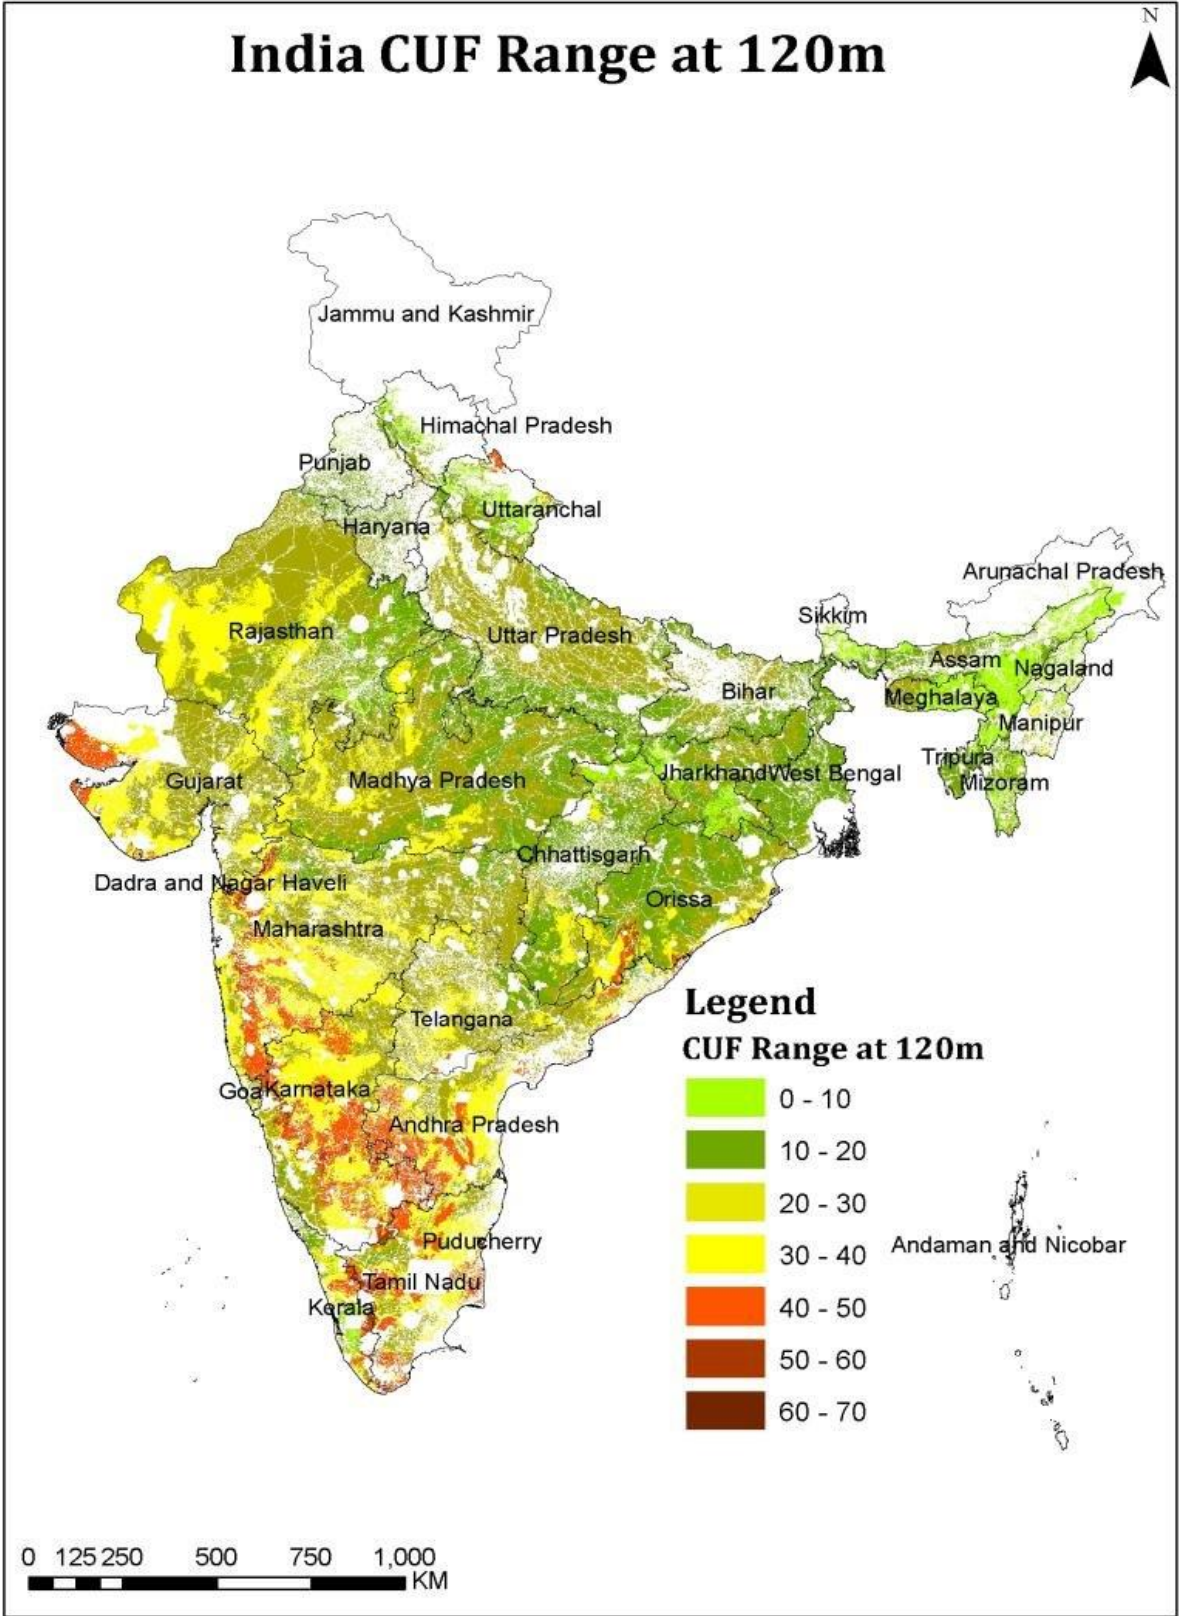 N
India CUF Range at 120m
Jammu and Kashmir
Himachal Pradesh
Punjab
Uttaranchal
Haryana
Arunachal Pradesh
Sikkim
Rajasthan
Uttar Pradesh
Assam
Nagaland
Bihar
Meghalaya
Manipur
Tripura
Gujarat
Madhya Pradesh
Jharkhand
West Bengal
Mizoram
Chhattisgarh
Dadra and Nagar Haveli
Orissa
Maharashtra
Telangana
Goa
Karnataka
Andhra Pradesh
Puducherry
Tamil Nadu
Kerala
Andaman and Nicobar
Legend
CUF Range at 120m
0 - 10
10 - 20
20 - 30
30 - 40
40 - 50
50 - 60
60 - 70
0 125 250 500 750 1,000
KM